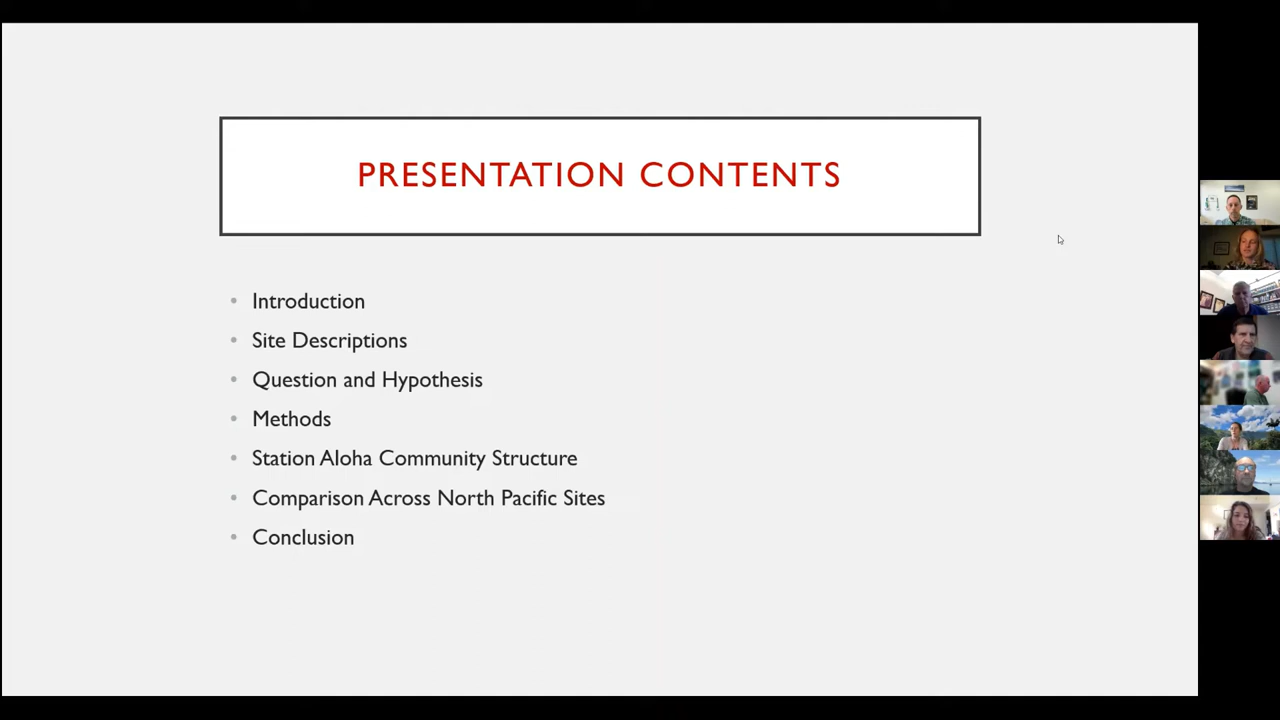 PRESENTATION CONTENTS
• Introduction
• Site Descriptions
• Question and Hypothesis
• Methods
• Station Aloha Community Structure
• Comparison Across North Pacific Sites
• Conclusion